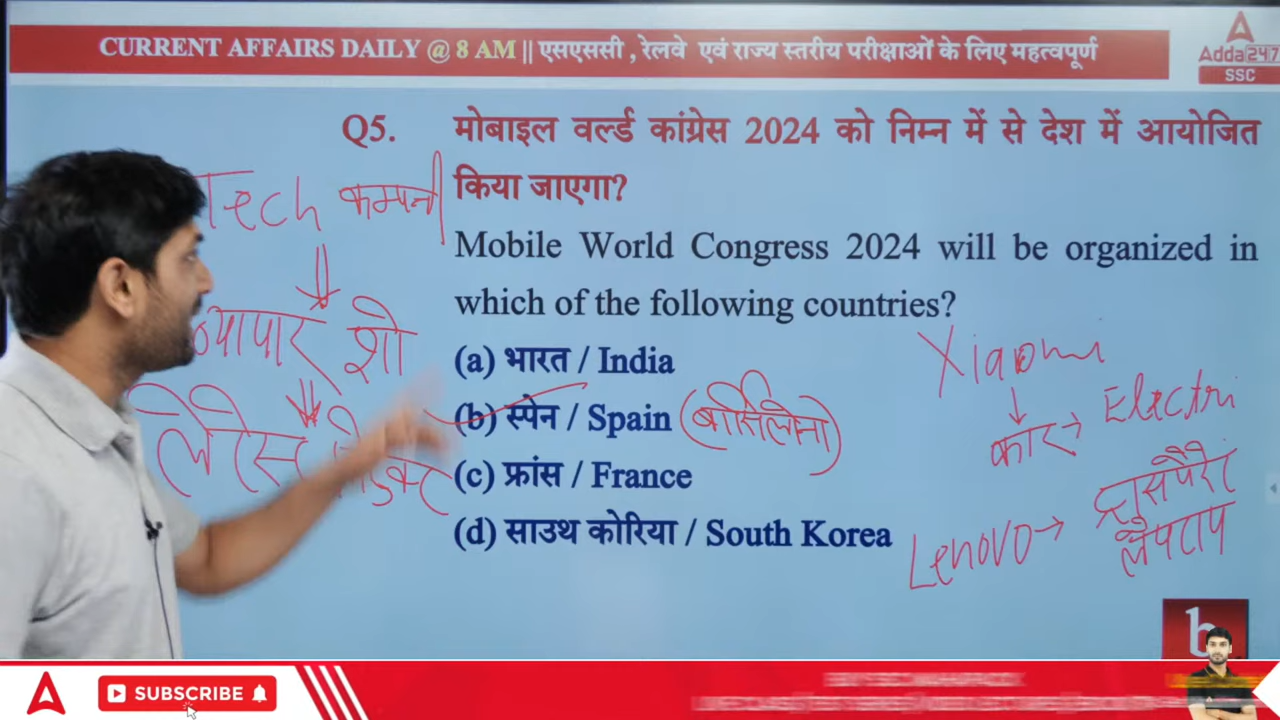 CURRENT AFFAIRS DAILY @ 8 AM || एसएससी , रेलवे एवं राज्य स्तरीय परीक्षाओं के लिए महत्वपूर्ण
Adda247
SSC
Q5. मोबाइल वर्ल्ड कांग्रेस 2024 को निम्न में से देश में आयोजित
किया जाएगा?
Tech कम्पनी
Mobile World Congress 2024 will be organized in
which of the following countries?
व्यापार शो
(a) भारत / India
Xiaomi
(b) स्पेन / Spain (बार्सिलोना)
कार → Electri
लेटेस्ट
(c) फ्रांस / France
(d) साउथ कोरिया / South Korea
Lenovo →
लैपटाप
b
SUBSCRIBE